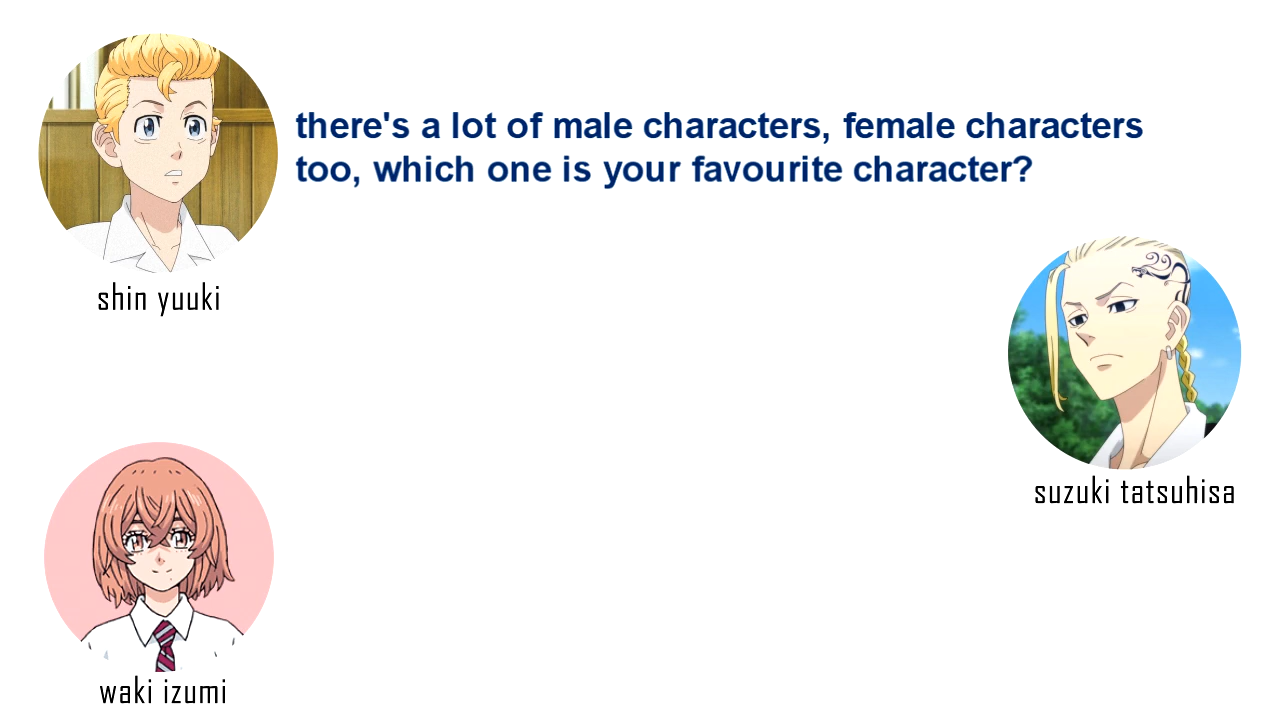 there's a lot of male characters, female characters
too, which one is your favourite character?
shin yuuki
suzuki tatsuhisa
waki izumi